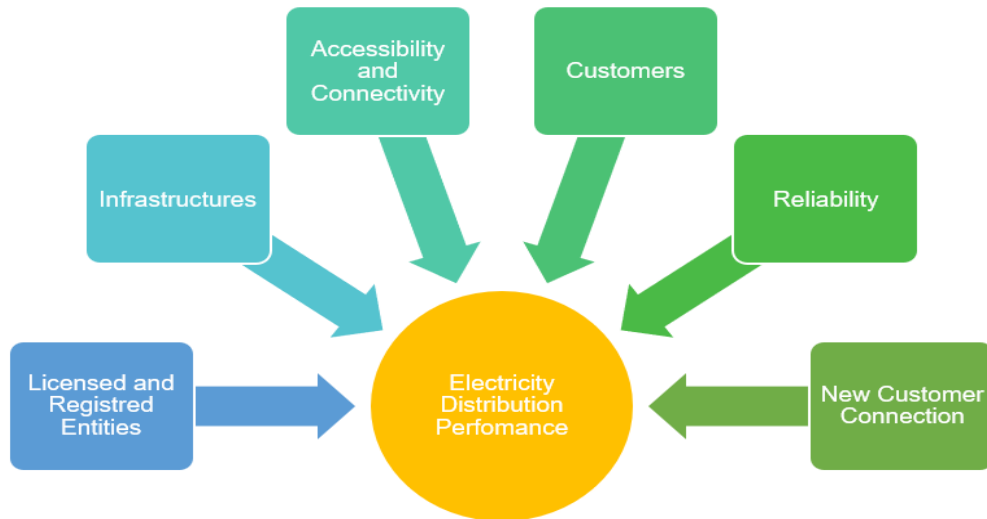 Accessibility
and
Connectivity
Customers
Infrastructures
Reliability
Licensed and
Registred
Entities
Electricity
Distribution
Perfomance
New Customer
Connection